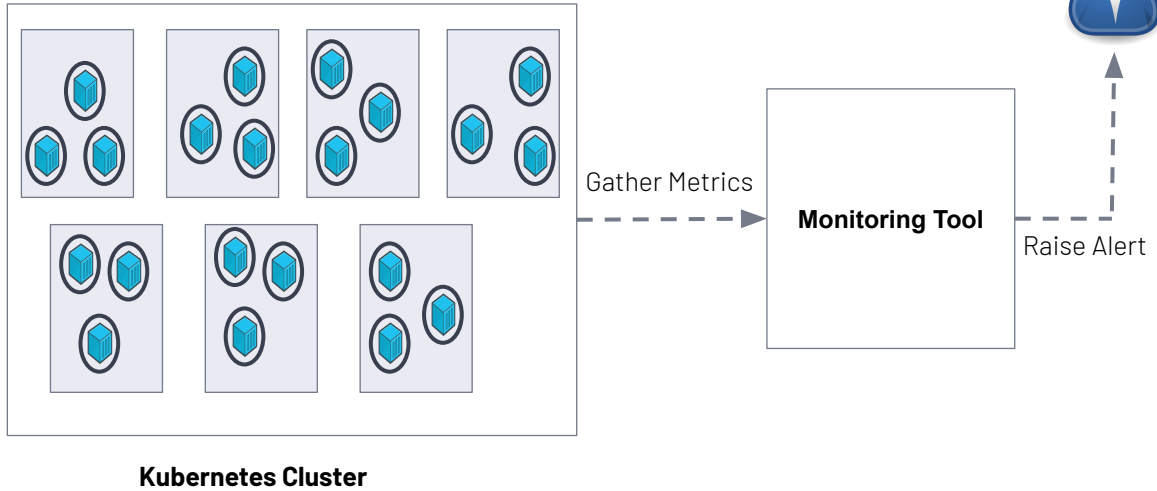 Gather Metrics
Monitoring Tool
Raise Alert
Kubernetes Cluster